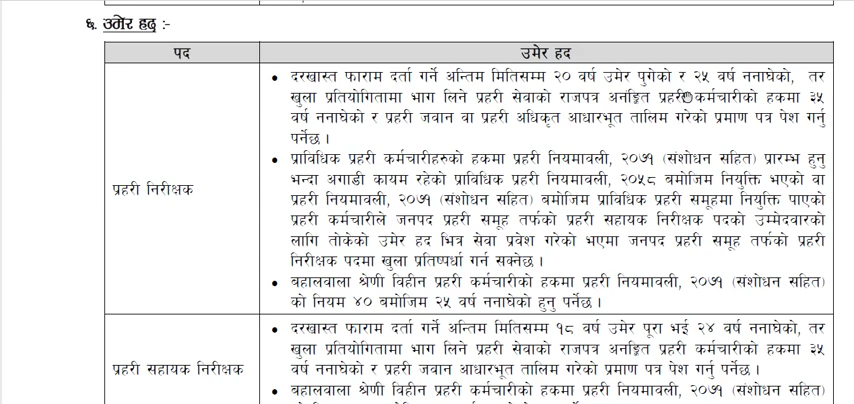 ६. उमेर हद :-
पद
उमेर हद
प्रहरी निरीक्षक
● दरखास्त फाराम दर्ता गर्ने अन्तिम मितिसम्म २० वर्ष उमेर पुगेको र २५ वर्ष ननाघेको, तर
खुला प्रतियोगितामा भाग लिने प्रहरी सेवाको राजपत्र अनङ्कित प्रहरी कर्मचारीको हकमा ३५
वर्ष ननाघेको र प्रहरी जवान वा प्रहरी अधिकृत आधारभूत तालिम गरेको प्रमाण पत्र पेश गर्नु
पर्नेछ ।
● प्राविधिक प्रहरी कर्मचारीहरुको हकमा प्रहरी नियमावली, २०७१ (संशोधन सहित) प्रारम्भ हुनु
भन्दा अगाडी कायम रहेको प्राविधिक प्रहरी नियमावली, २०५८ बमोजिम नियुक्ति भएको वा
प्रहरी नियमावली, २०७१ (संशोधन सहित) बमोजिम प्राविधिक प्रहरी समूहमा नियुक्ति पाएको
प्रहरी कर्मचारीले जनपद प्रहरी समूह तर्फको प्रहरी सहायक निरीक्षक पदको उम्मेदवारको
लागि तोकेको उमेर हद भित्र सेवा प्रवेश गरेको भएमा जनपद प्रहरी समूह तर्फको प्रहरी
निरीक्षक पदमा खुला प्रतिष्पर्धा गर्न सक्नेछ ।
● बहालवाला श्रेणी विहीन प्रहरी कर्मचारीको हकमा प्रहरी नियमावली, २०७१ (संशोधन सहित)
को नियम ४० बमोजिम २५ वर्ष ननाघेको हुनु पर्नेछ ।
प्रहरी सहायक निरीक्षक
● दरखास्त फाराम दर्ता गर्ने अन्तिम मितिसम्म १८ वर्ष उमेर पूरा भई २४ वर्ष ननाघेको, तर
खुला प्रतियोगितामा भाग लिने प्रहरी सेवाको राजपत्र अनङ्कित प्रहरी कर्मचारीको हकमा ३५
वर्ष ननाघेको र प्रहरी जवान आधारभूत तालिम गरेको प्रमाण पत्र पेश गर्नु पर्नेछ ।
● बहालवाला श्रेणी विहीन प्रहरी कर्मचारीको हकमा प्रहरी नियमावली, २०७१ (संशोधन सहित)